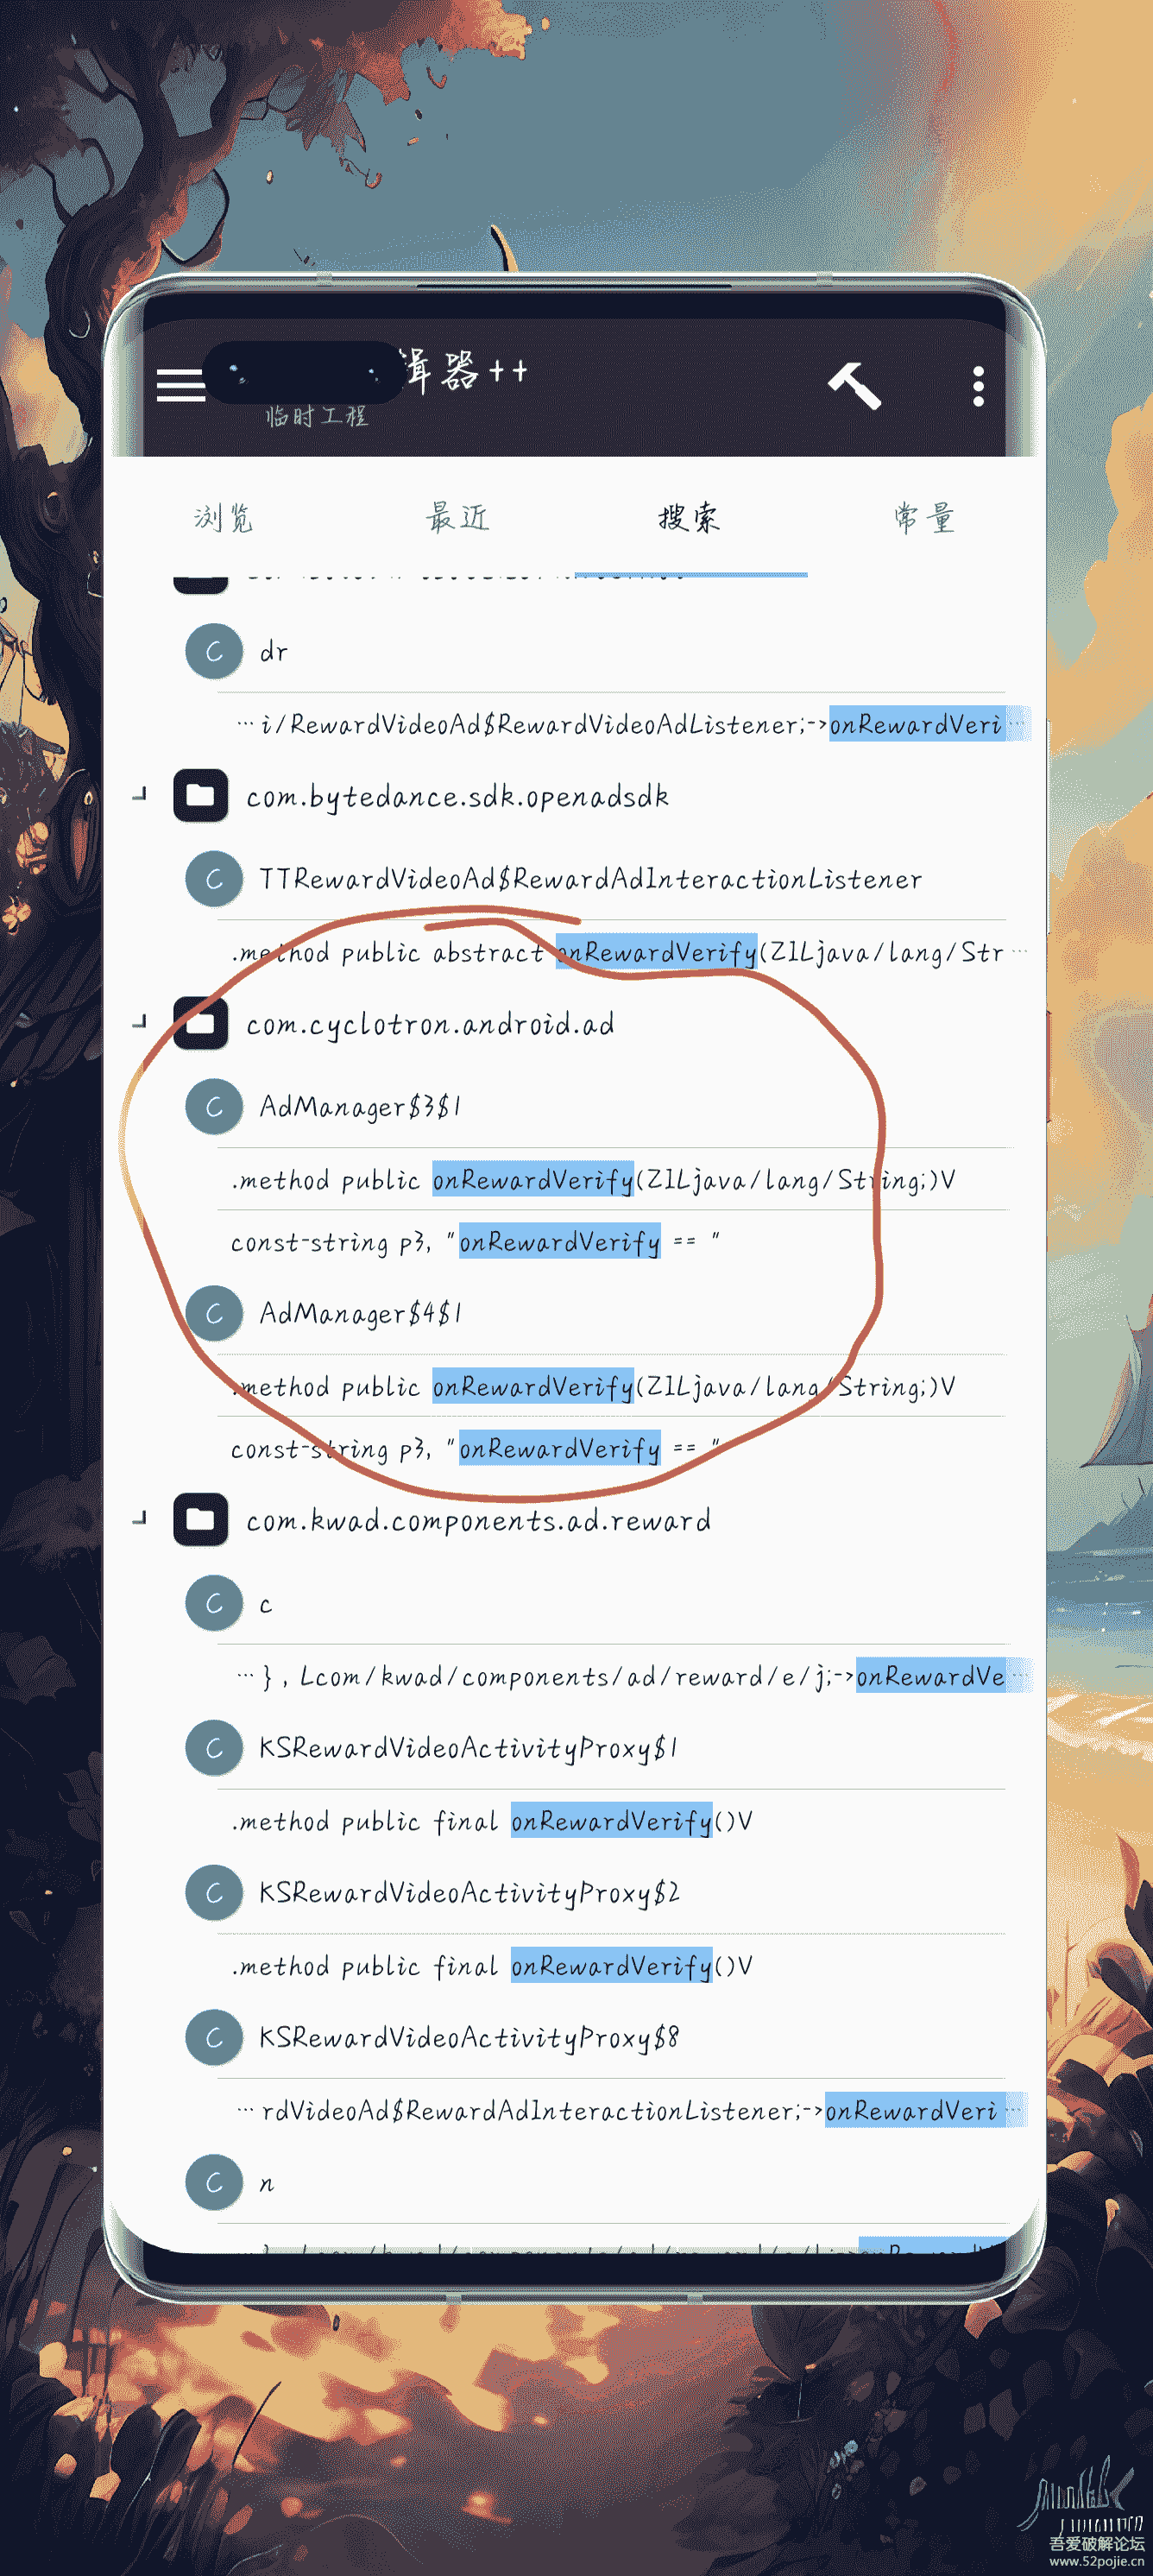 辑器++
临时工程
浏览
最近
搜索
常量
dr
…i/RewardVideoAd$RewardVideoAdListener;->onRewardVeri…
com.bytedance.sdk.openadsdk
TTRewardVideoAd$RewardAdInteractionListener
.method public abstract onRewardVerify(ZILjava/lang/Str…
com.cyclotron.android.ad
AdManager$3$1
.method public onRewardVerify(ZILjava/lang/String;)V
const-string p3, "onRewardVerify == "
AdManager$4$1
.method public onRewardVerify(ZILjava/lang/String;)V
const-string p3, "onRewardVerify == "
com.kwad.components.ad.reward
C
c
…}, Lcom/kwad/components/ad/reward/e/j;->onRewardVe…
KSRewardVideoActivityProxy$1
.method public final onRewardVerify()V
KSRewardVideoActivityProxy$2
.method public final onRewardVerify()V
KSRewardVideoActivityProxy$8
…rdVideoAd$RewardAdInteractionListener;->onRewardVeri…
n
吾爱破解论坛
www.52pojie.cn